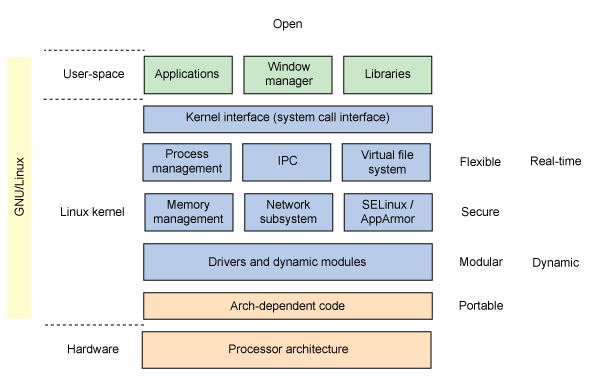 Open
User-space
Applications
Window
manager
Libraries
Kernel interface (system call interface)
Process
management
IPC
Virtual file
system
Flexible
Real-time
GNU/Linux
Linux kernel
Memory
management
Network
subsystem
SELinux /
AppArmor
Secure
Drivers and dynamic modules
Modular
Dynamic
Arch-dependent code
Portable
Hardware
Processor architecture